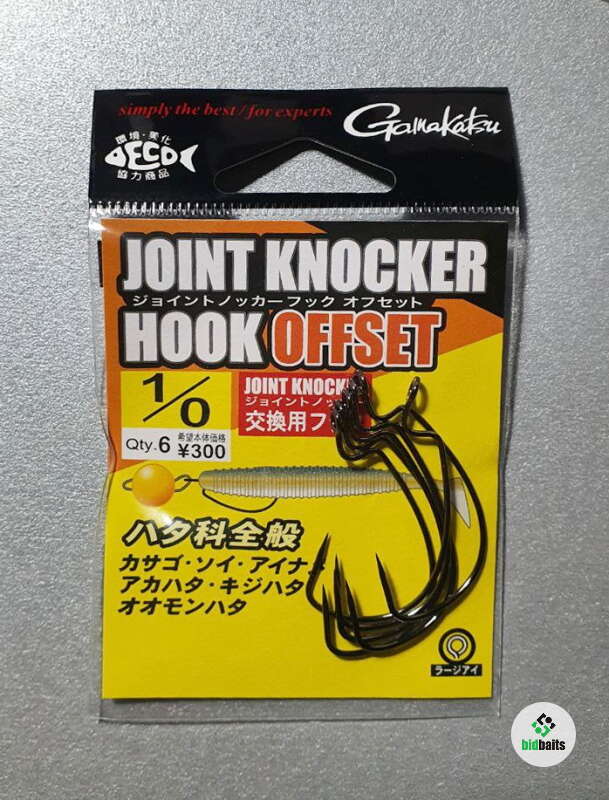 simply the best/for experts
Gamakatsu
環境・美化
ECO
協力商品
JOINT KNOCKER
ジョイントノッカーフック オフセット
HOOK OFFSET
1/0
JOINT KNOCK
ジョイントノッ
交換用フ
Qty.6 希望本体価格
¥300
ハタ科全般
カサゴ・ソイ・アイナメ
アカハタ・キジハタ
オオモンハタ
ラージアイ
bidbaits